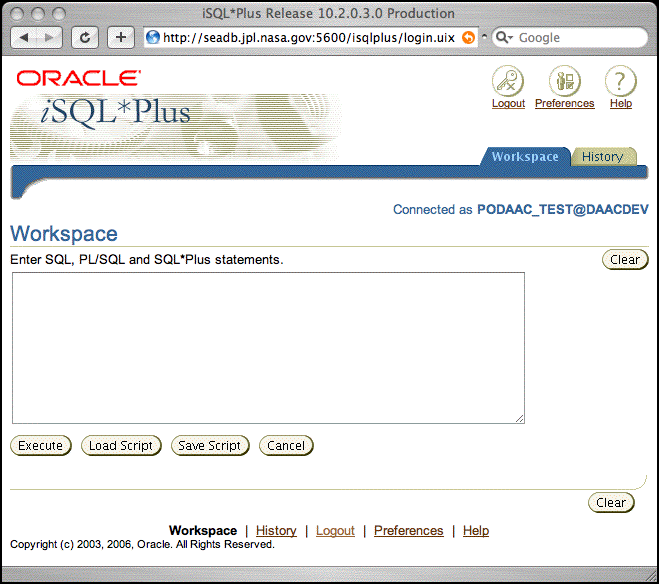 iSQL*Plus Release 10.2.0.3.0 Production
http://seadb.jpl.nasa.gov:5600/isqlplus/login.uix
Google
ORACLE
iSQL*Plus
Logout Preferences Help
Workspace History
Connected as PODAAC_TEST@DAACDEV
Workspace
Enter SQL, PL/SQL and SQL*Plus statements.
Clear
Execute Load Script Save Script Cancel
Clear
Workspace | History | Logout | Preferences | Help
Copyright (c) 2003, 2006, Oracle. All Rights Reserved.